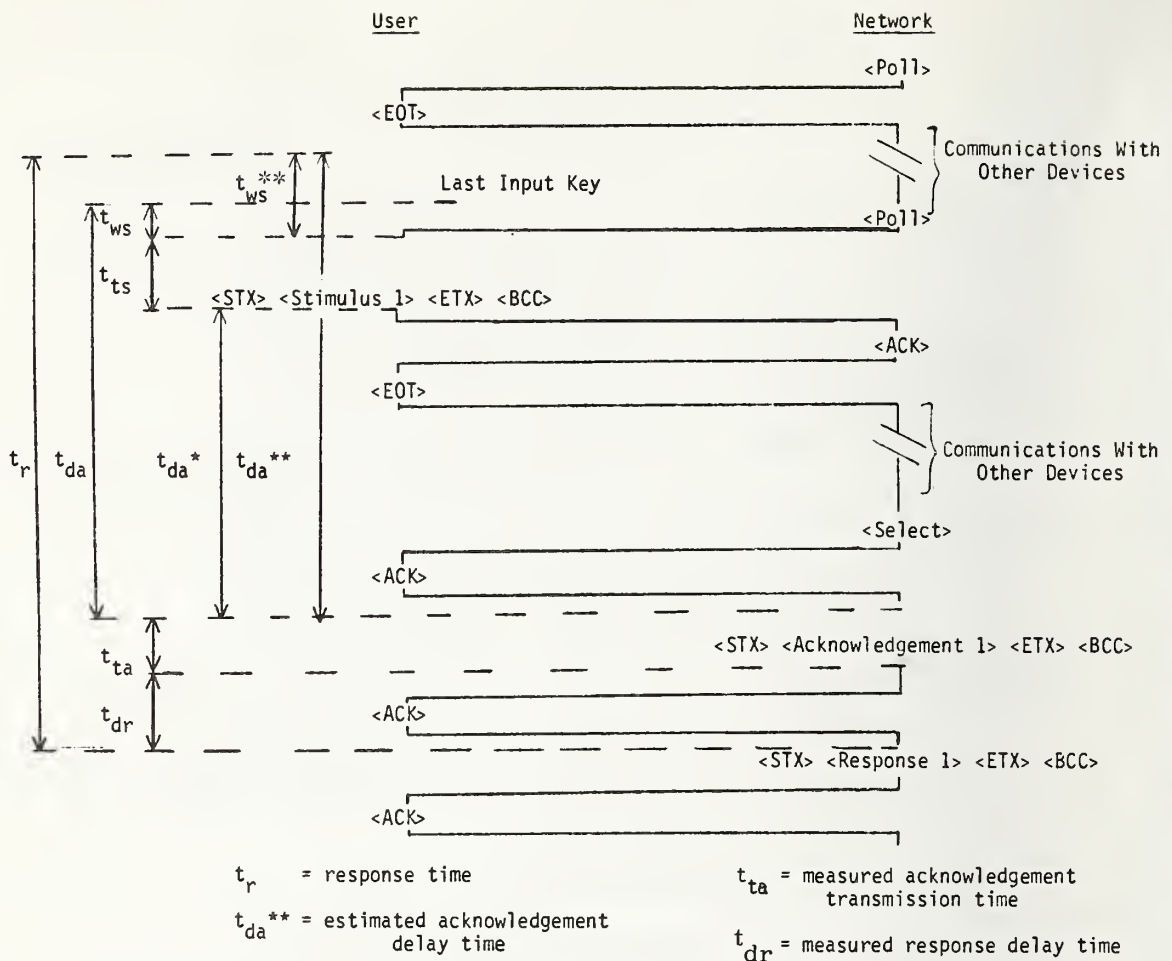 User Network
<Poll>
<EOT>
Communications With
Other Devices
t_ws**
Last Input Key
t_ws
<Poll>
t_ts
<STX> <Stimulus 1> <ETX> <BCC>
<ACK>
<EOT>
t_r t_da t_da* t_da**
Communications With
Other Devices
<Select>
<ACK>
t_ta
<STX> <Acknowledgement 1> <ETX> <BCC>
t_dr
<ACK>
<STX> <Response 1> <ETX> <BCC>
<ACK>
t_r = response time
t_da** = estimated acknowledgement
delay time
t_ta = measured acknowledgement
transmission time
t_dr = measured response delay time